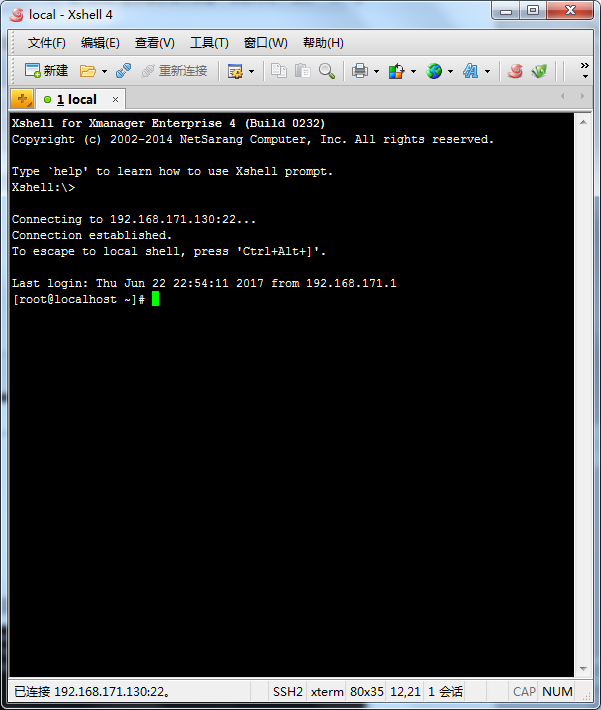 local - Xshell 4
文件(F) 编辑(E) 查看(V) 工具(T) 窗口(W) 帮助(H)
新建 重新连接
1 local
Xshell for Xmanager Enterprise 4 (Build 0232)
Copyright (c) 2002-2014 NetSarang Computer, Inc. All rights reserved.
Type `help' to learn how to use Xshell prompt.
Xshell:\>
Connecting to 192.168.171.130:22...
Connection established.
To escape to local shell, press 'Ctrl+Alt+]'.
Last login: Thu Jun 22 22:54:11 2017 from 192.168.171.1
[root@localhost ~]#
已连接 192.168.171.130:22。 SSH2 xterm 80x35 12,21 1 会话 CAP NUM